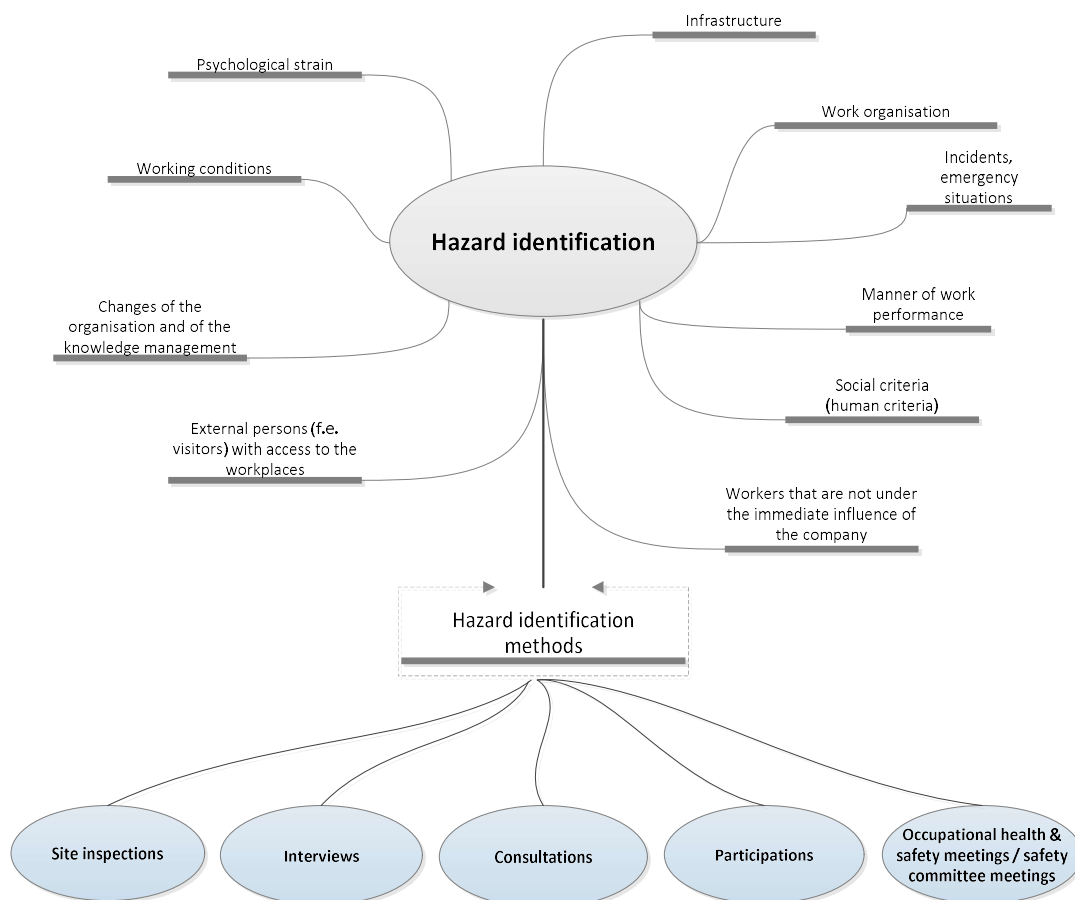 Infrastructure
Psychological strain
Work organisation
Working conditions
Incidents,
emergency
situations
Hazard identification
Changes of the
organisation and of the
knowledge management
Manner of work
performance
Social criteria
(human criteria)
External persons (f.e.
visitors) with access to the
workplaces
Workers that are not under
the immediate influence of
the company
Hazard identification
methods
Site inspections
Interviews
Consultations
Participations
Occupational health &
safety meetings / safety
committee meetings